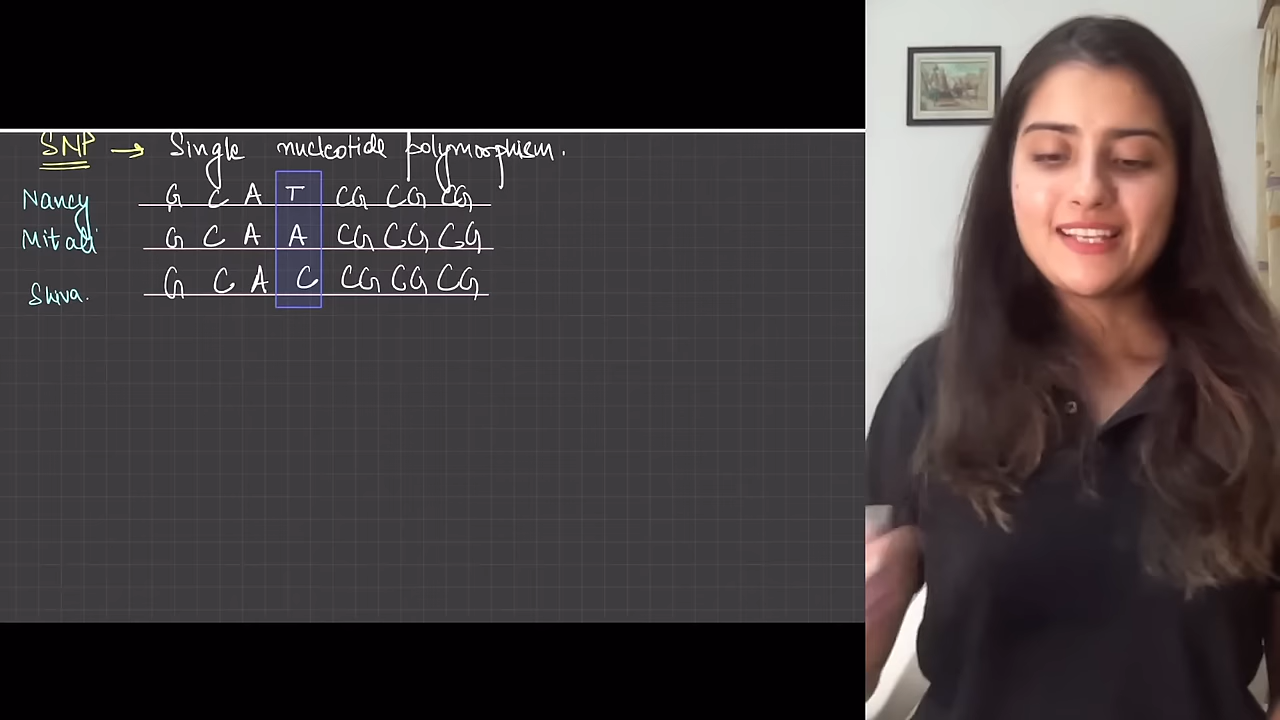 SNP → Single nucleotide polymorphism.
Nancy G C A T CG CG CG
Mitali G C A A CG CG CG
Shiva. G C A C CG CG CG